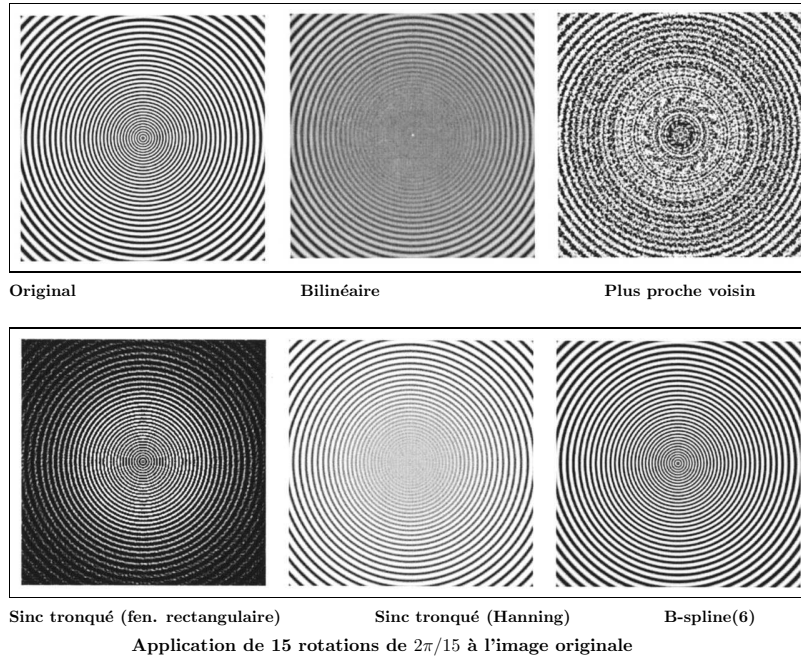 Original Bilinéaire Plus proche voisin
Sinc tronqué (fen. rectangulaire) Sinc tronqué (Hanning) B-spline(6)
Application de 15 rotations de 2π/15 à l'image originale